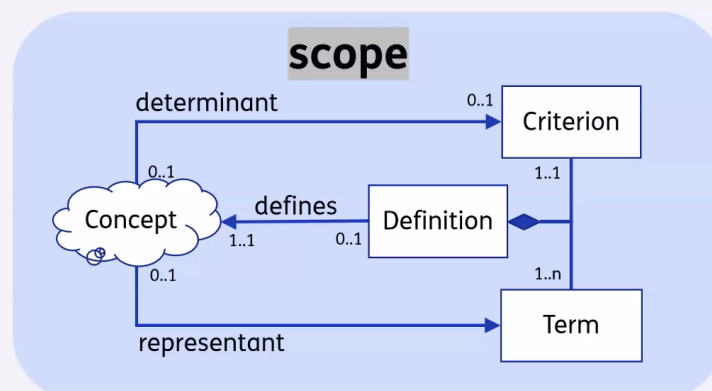 scope
determinant
0..1
Criterion
0..1
1..1
Concept
defines
Definition
1..1
0..1
0..1
1..n
Term
representant